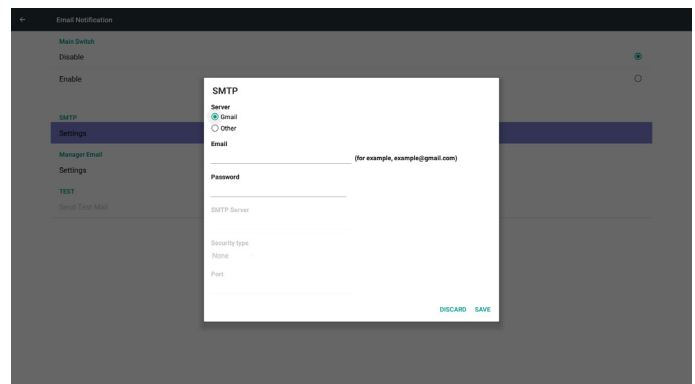 Email Notification
Main Switch
Disable
Enable
SMTP
Settings
Manager Email
Settings
TEST
Send Test Mail
SMTP
Server
Gmail
Other
Email
(for example, example@gmail.com)
Password
SMTP Server
Security type
None
Port
DISCARD SAVE